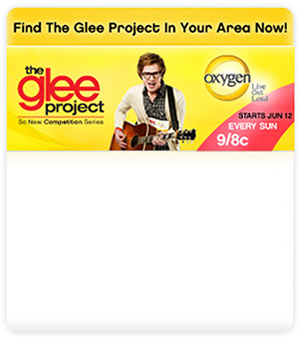 Find The Glee Project In Your Area Now!
the
glee
project
So New Competition Series
oxygen
Live
Out
Loud
STARTS JUN 12
EVERY SUN
9/8c